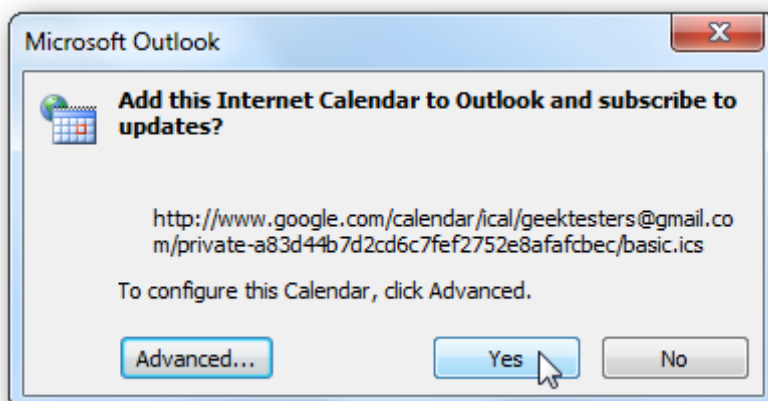 Microsoft Outlook
Add this Internet Calendar to Outlook and subscribe to
updates?
http://www.google.com/calendar/ical/geektesters@gmail.co
m/private-a83d44b7d2cd6c7fef2752e8afafcbec/basic.ics
To configure this Calendar, click Advanced.
Advanced... Yes No